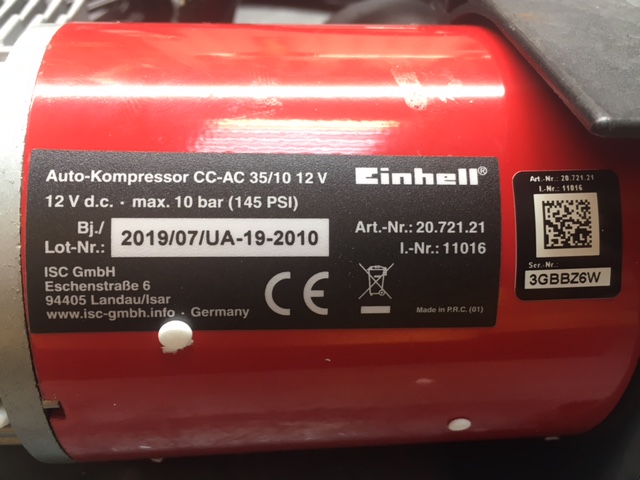 Auto-Kompressor CC-AC 35/10 12 V
Einhell®
12 V d.c. · max. 10 bar (145 PSI)
Bj./
Lot-Nr.: 2019/07/UA-19-2010
Art.-Nr.: 20.721.21
I.-Nr.: 11016
ISC GmbH
Eschenstraße 6
94405 Landau/Isar
www.isc-gmbh.info · Germany
CE
Made in P.R.C. (01)
Art.-Nr.: 20.721.21
I.-Nr.: 11016
Ser.-Nr.:
3GBBZ6W